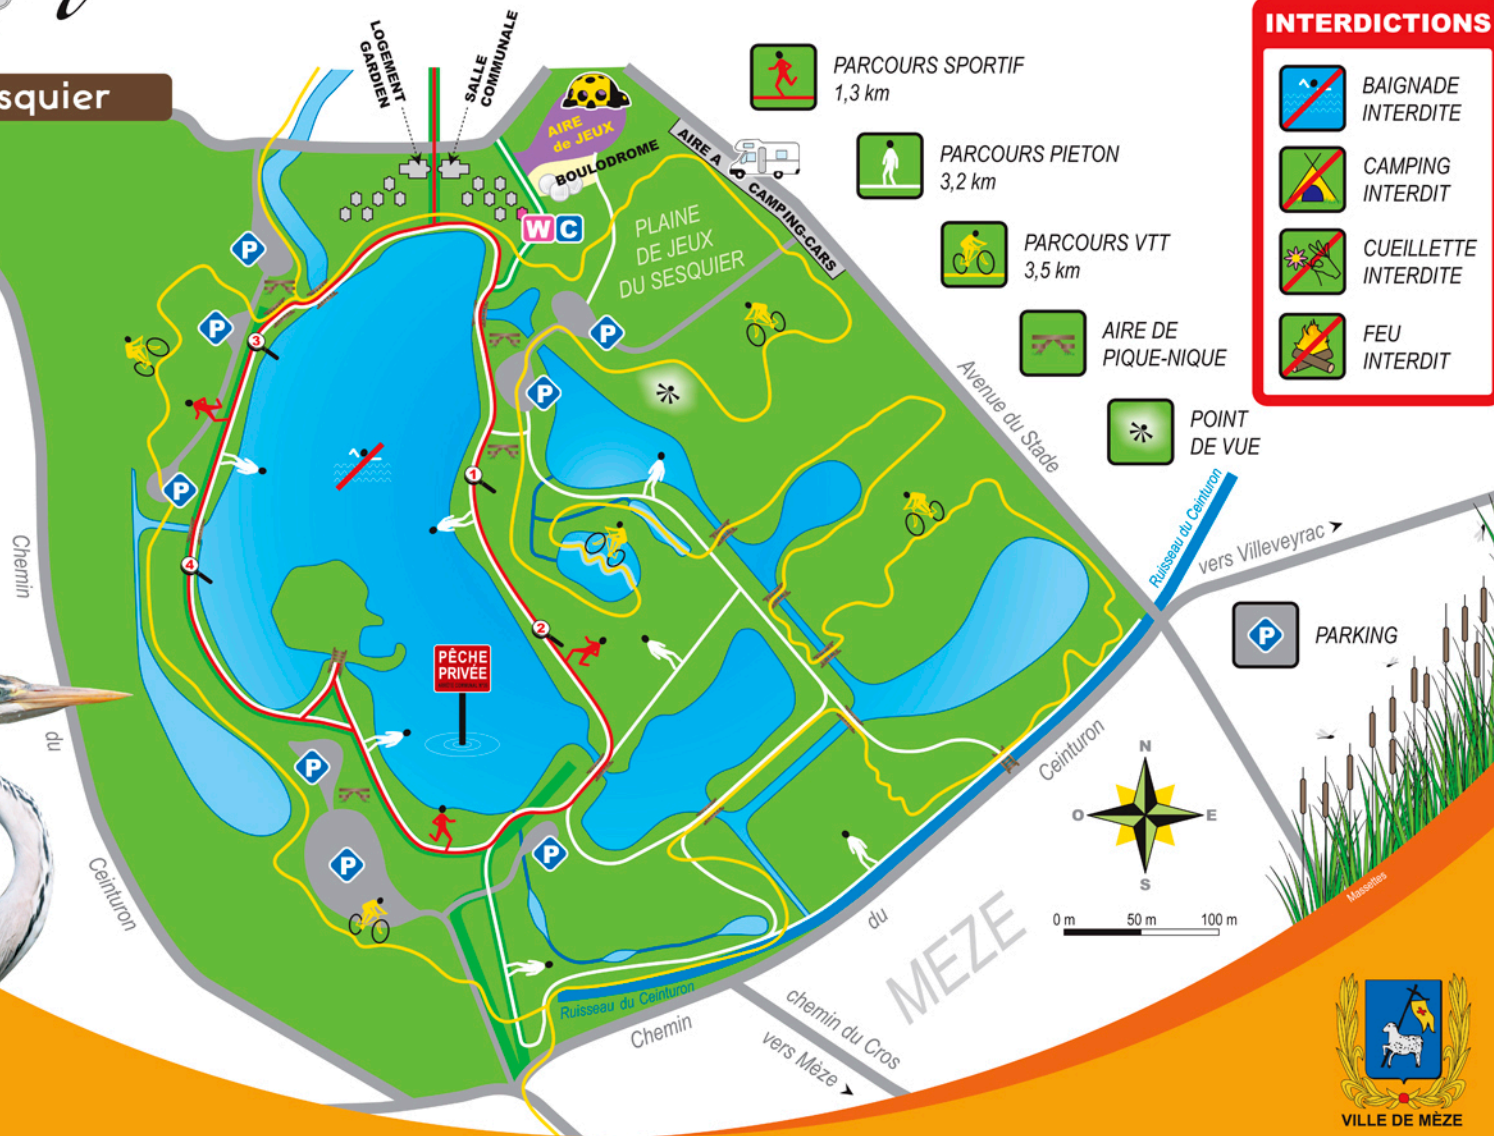 squier
LOGEMENT
GARDIEN
SALLE
COMMUNALE
AIRE
de JEUX
BOULODROME
AIRE A
CAMPING-CARS
W C
PLAINE
DE JEUX
DU SESQUIER
P
P
P
P
P
P
P
P
3
1
4
2
PÊCHE
PRIVÉE
PARCOURS SPORTIF
1,3 km
PARCOURS PIETON
3,2 km
PARCOURS VTT
3,5 km
AIRE DE
PIQUE-NIQUE
POINT
DE VUE
INTERDICTIONS
BAIGNADE
INTERDITE
CAMPING
INTERDIT
CUEILLETTE
INTERDITE
FEU
INTERDIT
Avenue du Stade
Ruisseau du Ceinturon
vers Villeveyrac
P
PARKING
Chemin
du
Ceinturon
Ruisseau du Ceinturon
Chemin
du
Ceinturon
chemin du Cros
vers Mèze
MEZE
N
O
E
S
0 m
50 m
100 m
Massettes
VILLE DE MÈZE